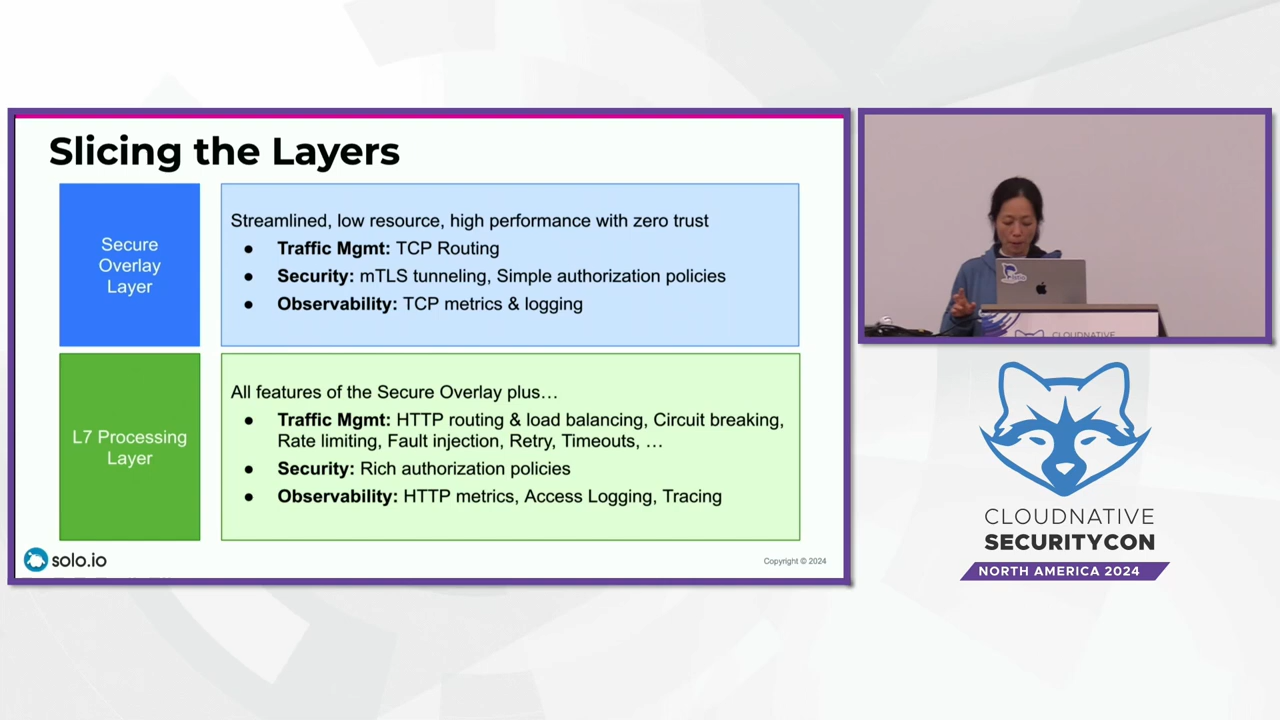 Slicing the Layers
Secure
Overlay
Layer
Streamlined, low resource, high performance with zero trust
● Traffic Mgmt: TCP Routing
● Security: mTLS tunneling, Simple authorization policies
● Observability: TCP metrics & logging
L7 Processing
Layer
All features of the Secure Overlay plus…
● Traffic Mgmt: HTTP routing & load balancing, Circuit breaking,
Rate limiting, Fault injection, Retry, Timeouts, …
● Security: Rich authorization policies
● Observability: HTTP metrics, Access Logging, Tracing
solo.io
Copyright © 2024
CLOUDNATIVE
CLOUDNATIVE
SECURITYCON
NORTH AMERICA 2024